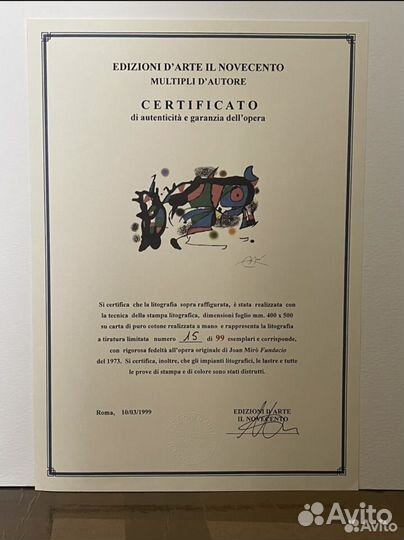 EDIZIONI D'ARTE IL NOVECENTO
MULTIPLI D'AUTORE
CERTIFICATO
di autenticità e garanzia dell'opera
Si certifica che la litografia sopra raffigurata, è stata realizzata con
la tecnica della stampa litografica, dimensioni foglio mm. 400 x 500
su carta di puro cotone realizzata a mano e rappresenta la litografia
a tiratura limitata numero 15 di 99 esemplari e corrisponde,
con rigorosa fedeltà all'opera originale di Joan Mirò Fundacio
del 1973. Si certifica, inoltre, che gli impianti litografici, le lastre e tutte
le prove di stampa e di colore sono stati distrutti.
Roma, 10/03/1999
EDIZIONI D'ARTE
IL NOVECENTO
Avito
Avito